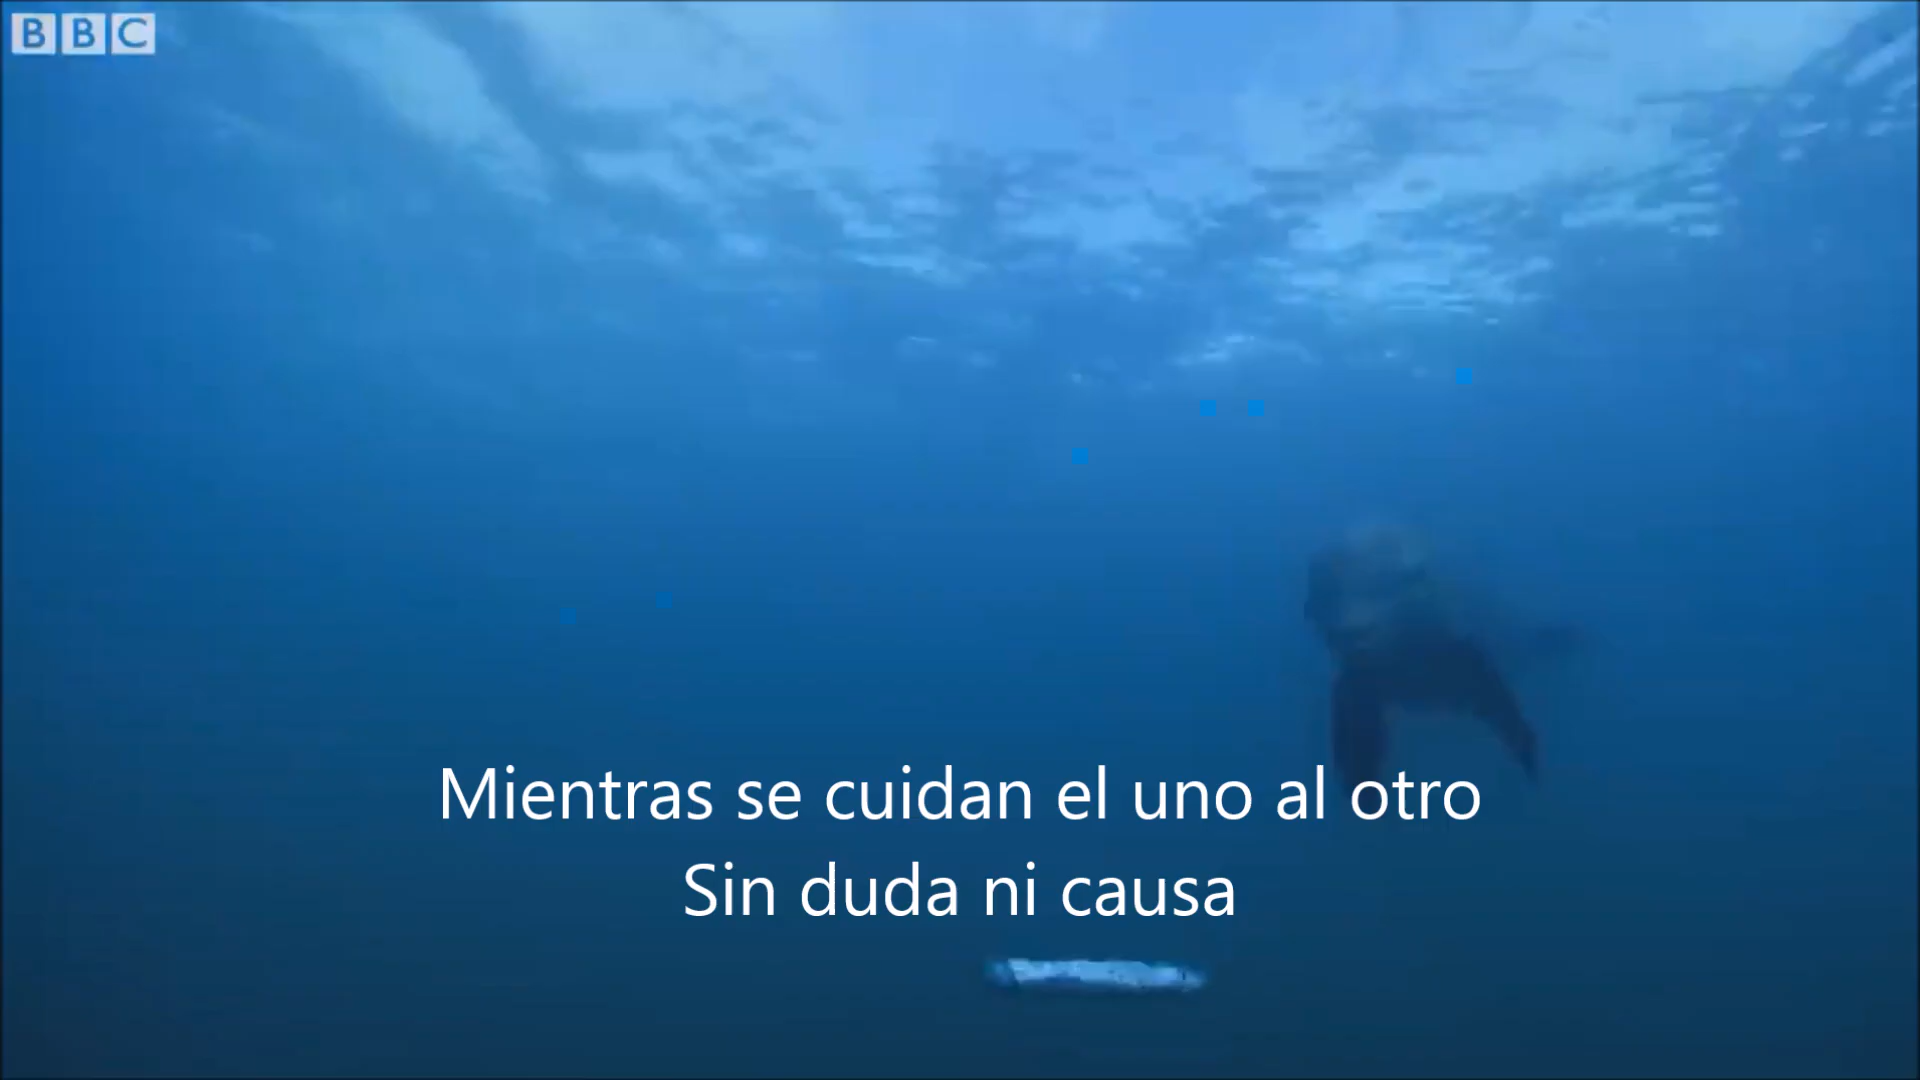 BBC
Mientras se cuidan el uno al otro
Sin duda ni causa